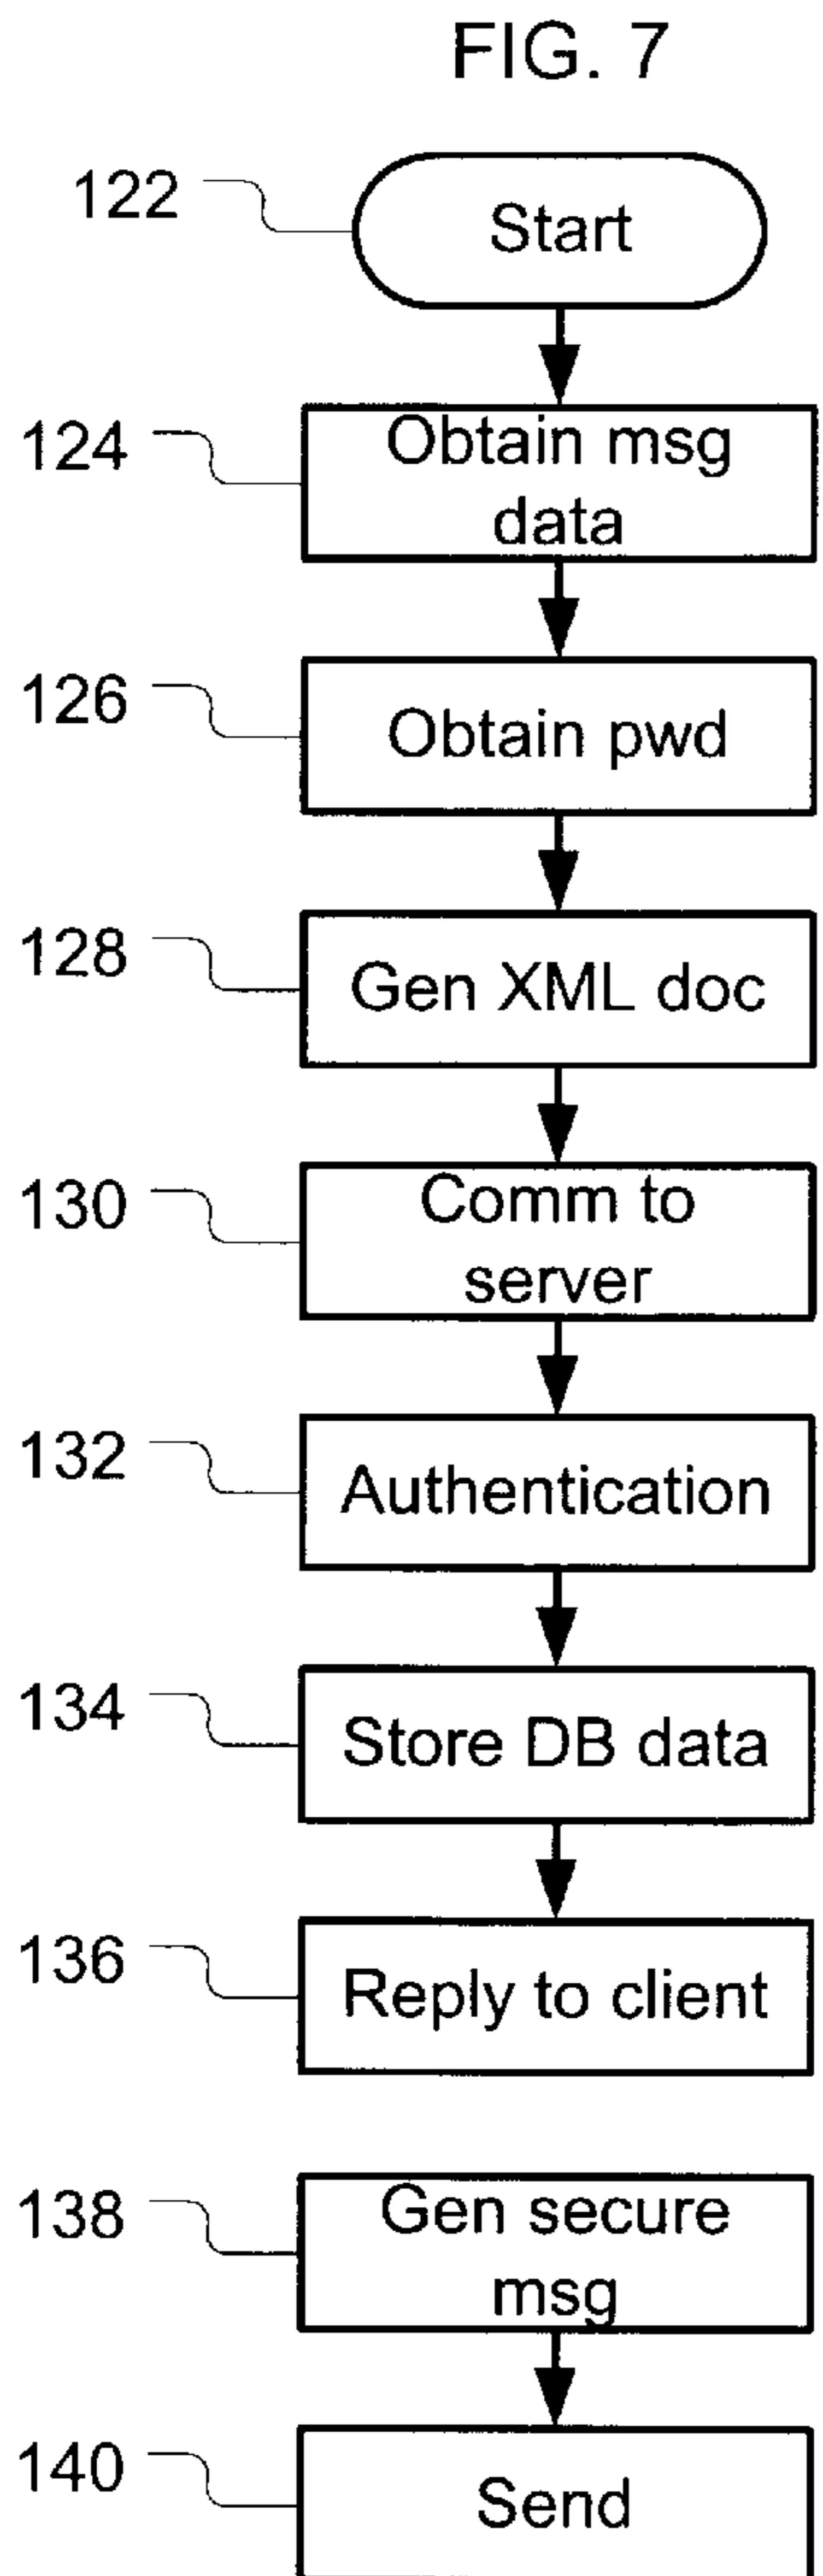 FIG. 7
122
Start
124
Obtain msg
data
126
Obtain pwd
128
Gen XML doc
130
Comm to
server
132
Authentication
134
Store DB data
136
Reply to client
138
Gen secure
msg
140
Send